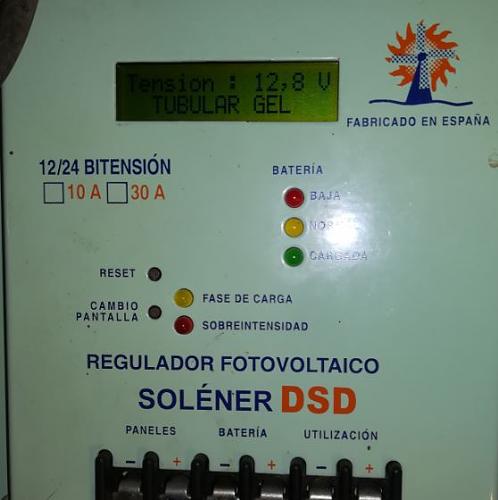 Tension : 12,8 V
TUBULAR GEL
FABRICADO EN ESPAÑA
12/24 BITENSIÓN
10 A 30 A
BATERÍA
BAJA
CARGADA
RESET
CAMBIO
PANTALLA
FASE DE CARGA
SOBREINTENSIDAD
REGULADOR FOTOVOLTAICO
SOLÉNER DSD
PANELES BATERÍA UTILIZACIÓN
- + - + - +